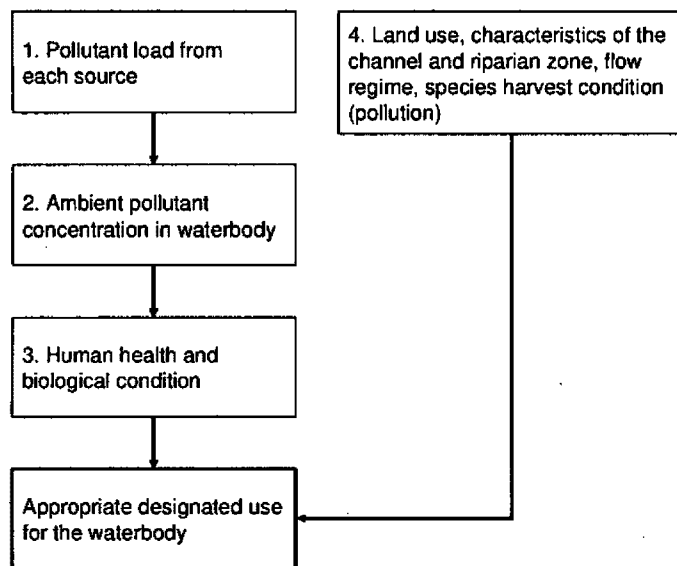 1. Pollutant load from
each source
4. Land use, characteristics of the
channel and riparian zone, flow
regime, species harvest condition
(pollution)
2. Ambient pollutant
concentration in waterbody
3. Human health and
biological condition
Appropriate designated use
for the waterbody